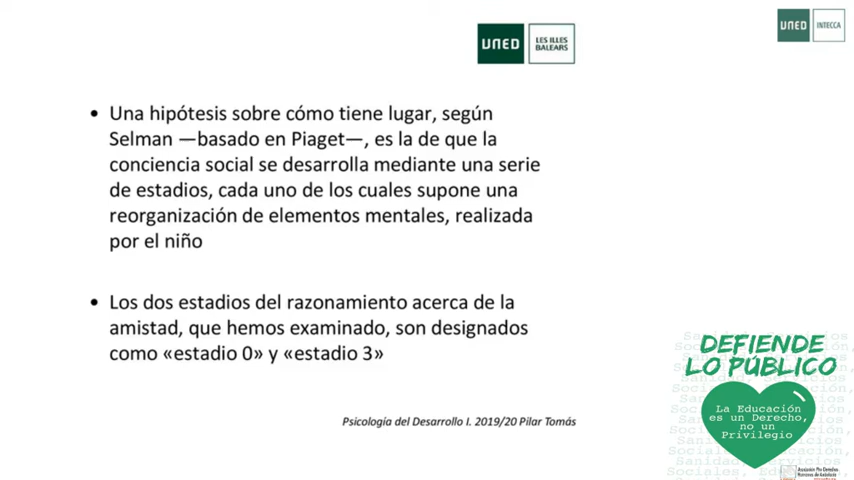 UNED
LES ILLES
BALEARS
UNED
INTECCA
• Una hipótesis sobre cómo tiene lugar, según
Selman —basado en Piaget—, es la de que la
conciencia social se desarrolla mediante una serie
de estadios, cada uno de los cuales supone una
reorganización de elementos mentales, realizada
por el niño
• Los dos estadios del razonamiento acerca de la
amistad, que hemos examinado, son designados
como «estadio 0» y «estadio 3»
Psicología del Desarrollo I. 2019/20 Pilar Tomás
DEFIENDE
LO PÚBLICO
La Educación
es un Derecho,
no un
Privilegio